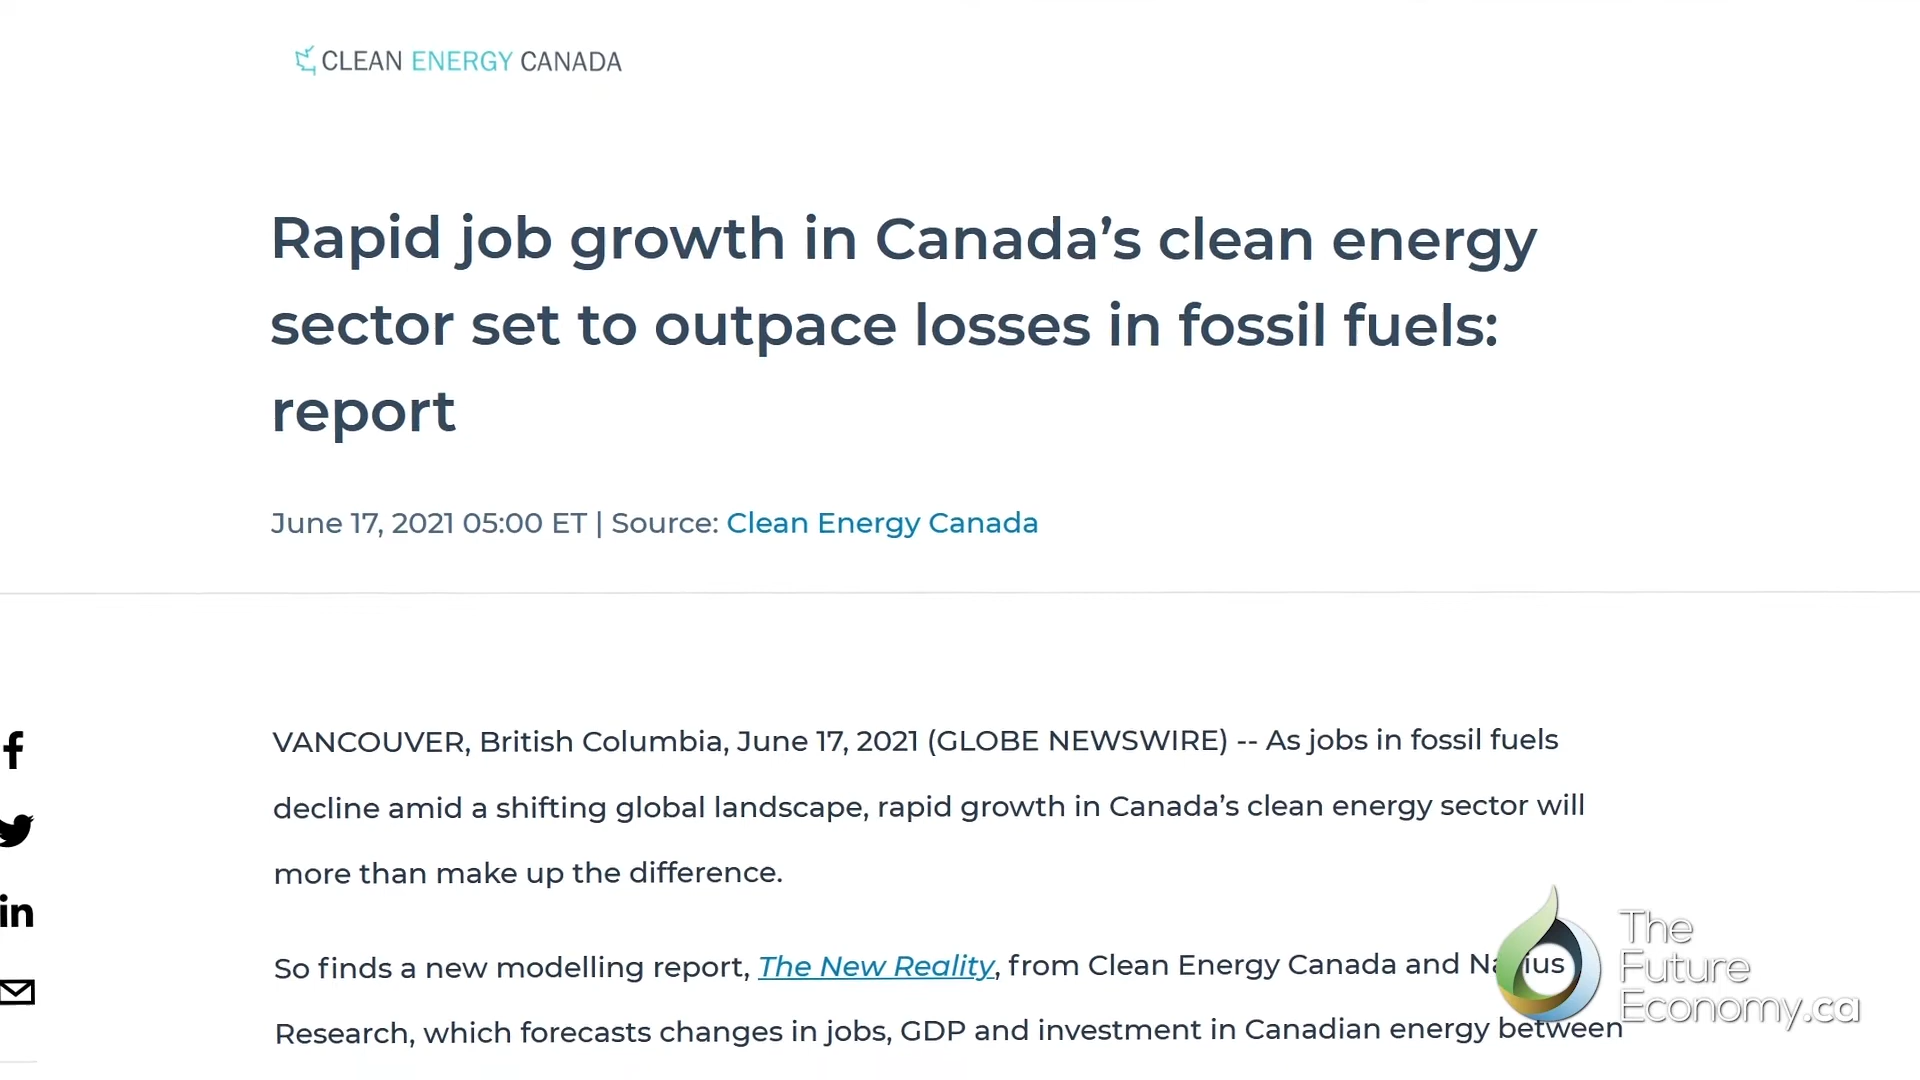 CLEAN ENERGY CANADA
Rapid job growth in Canada’s clean energy
sector set to outpace losses in fossil fuels:
report
June 17, 2021 05:00 ET | Source: Clean Energy Canada
VANCOUVER, British Columbia, June 17, 2021 (GLOBE NEWSWIRE) -- As jobs in fossil fuels
decline amid a shifting global landscape, rapid growth in Canada’s clean energy sector will
more than make up the difference.
So finds a new modelling report, The New Reality, from Clean Energy Canada and
Research, which forecasts changes in jobs, GDP and investment in Canadian energy between
f
in
The
Future
Economy.ca